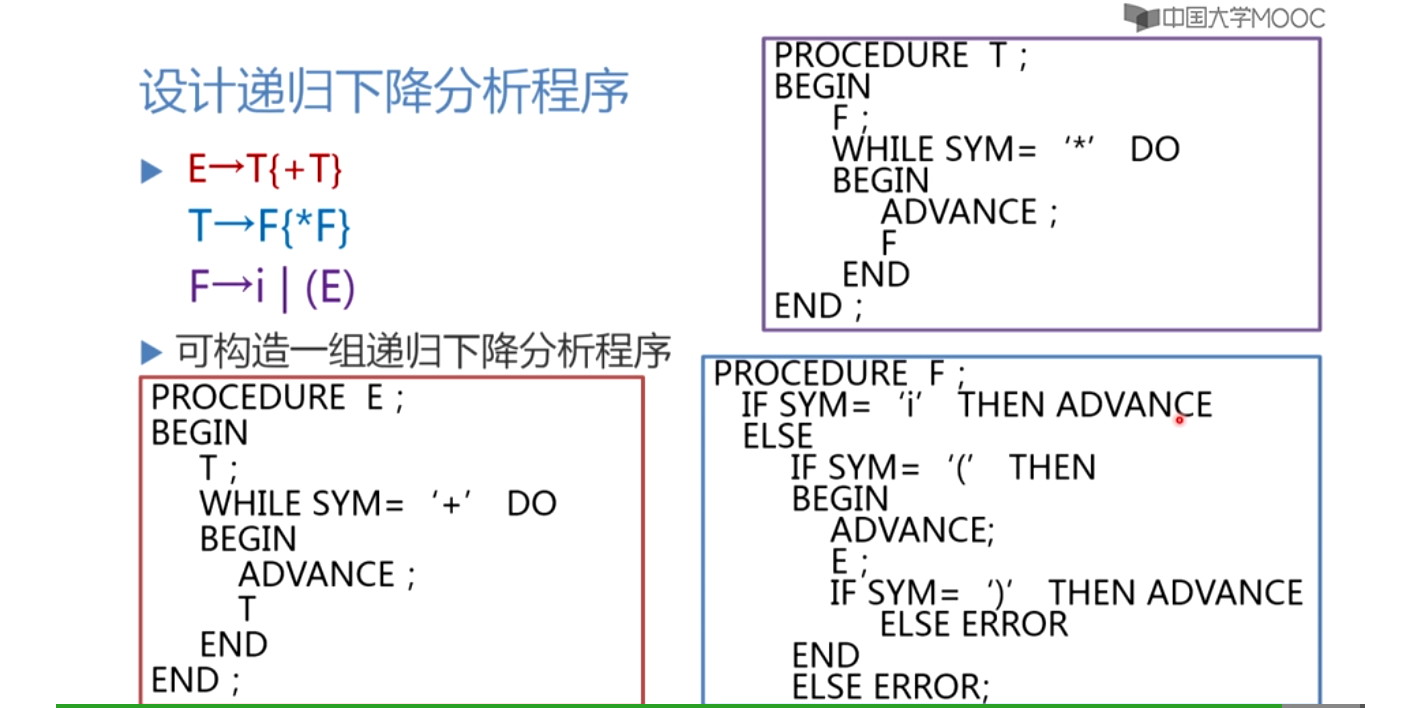 中国大学MOOC
设计递归下降分析程序
E→T{+T}
T→F{*F}
F→i | (E)
可构造一组递归下降分析程序
PROCEDURE E ;
BEGIN
T ;
WHILE SYM= ‘+’ DO
BEGIN
ADVANCE ;
T
END
END ;
PROCEDURE T ;
BEGIN
F ;
WHILE SYM= ‘*’ DO
BEGIN
ADVANCE ;
F
END
END ;
PROCEDURE F ;
IF SYM= ‘i’ THEN ADVANCE
ELSE
IF SYM= ‘(’ THEN
BEGIN
ADVANCE;
E ;
IF SYM= ‘)’ THEN ADVANCE
ELSE ERROR
END
ELSE ERROR;